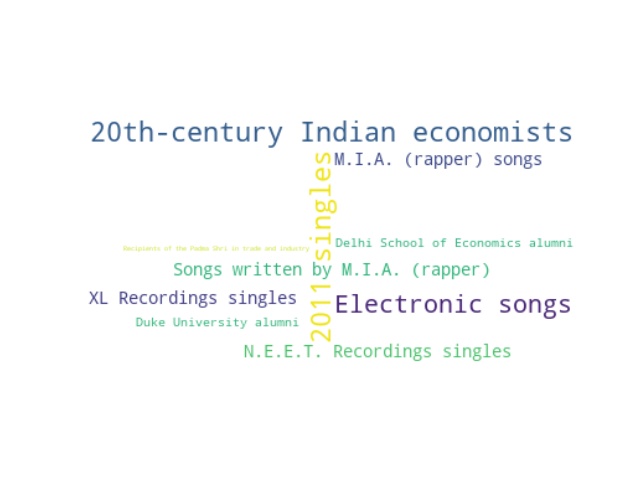 20th-century Indian economists
M.I.A. (rapper) songs
2011 singles
Delhi School of Economics alumni
Recipients of the Padma Shri in trade and industry
Songs written by M.I.A. (rapper)
XL Recordings singles
Electronic songs
Duke University alumni
N.E.E.T. Recordings singles